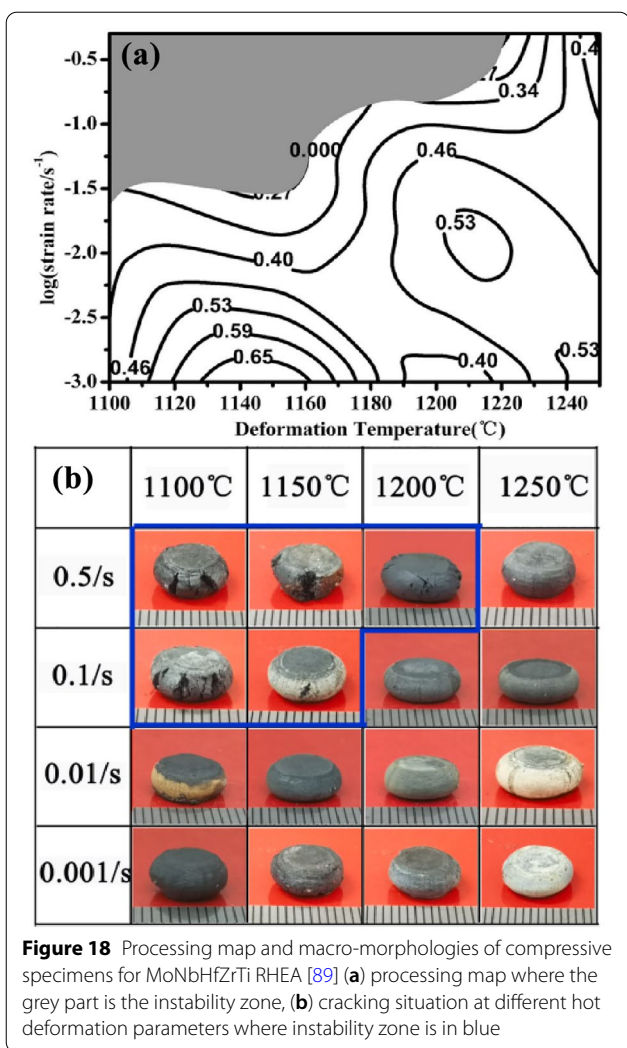 (a)
-0.5
-1.0
-1.5
-2.0
-2.5
-3.0
log(strain rate/s⁻¹)
0.4
0.34
0.000
0.46
0.27
0.53
0.40
0.53
0.59
0.65
0.46
0.40
0.53
1100 1120 1140 1160 1180 1200 1220 1240
Deformation Temperature(℃)
(b) 1100℃ 1150℃ 1200℃ 1250℃
0.5/s
0.1/s
0.01/s
0.001/s
Figure 18 Processing map and macro-morphologies of compressive
specimens for MoNbHfZrTi RHEA [89] (a) processing map where the
grey part is the instability zone, (b) cracking situation at different hot
deformation parameters where instability zone is in blue